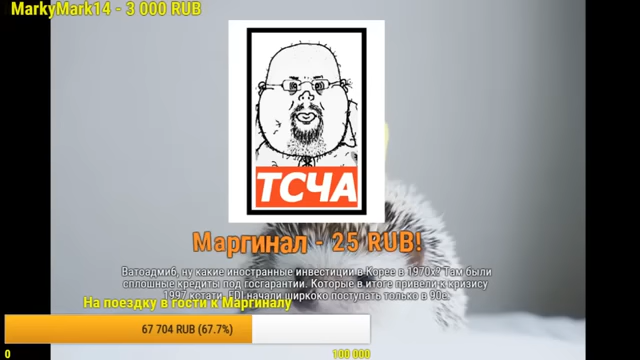 MarkyMark14 - 3 000 RUB
ТСЧА
Маргинал - 25 RUB!
Ватоадмиб, ну какие иностранные инвестиции в Корее в 1970х? Там были
сплошные кредиты под госгарантии. Которые в итоге привели к кризису
1997 кстати. FDI начали ширкоко поступать только в 90е.
На поездку в гости к Маргиналу
67 704 RUB (67.7%)
0
100 000